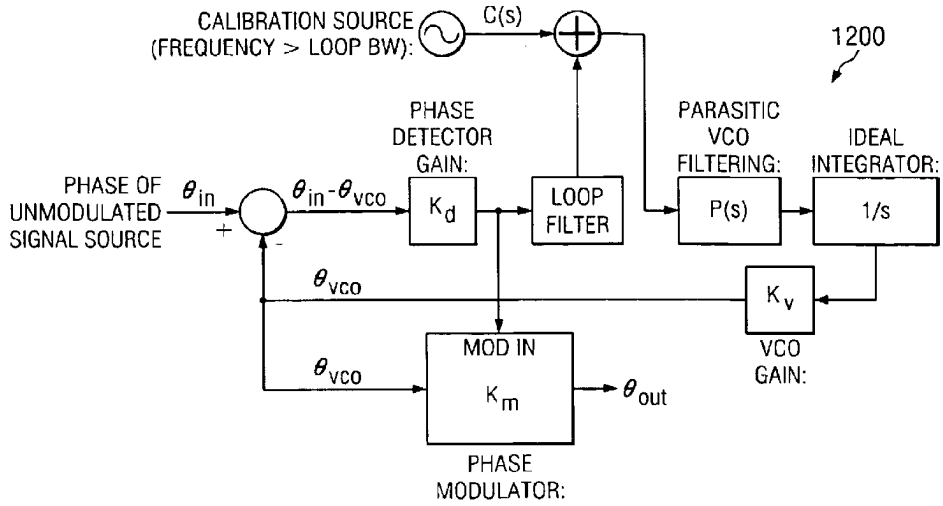 CALIBRATION SOURCE
(FREQUENCY > LOOP BW):
C(s)
1200
PHASE
DETECTOR
GAIN:
PARASITIC
VCO
FILTERING:
IDEAL
INTEGRATOR:
PHASE OF
UNMODULATED
SIGNAL SOURCE
θin
+
-
θin-θvco
Kd
LOOP
FILTER
P(s)
1/s
θvco
Kv
VCO
GAIN:
θvco
MOD IN
Km
θout
PHASE
MODULATOR: